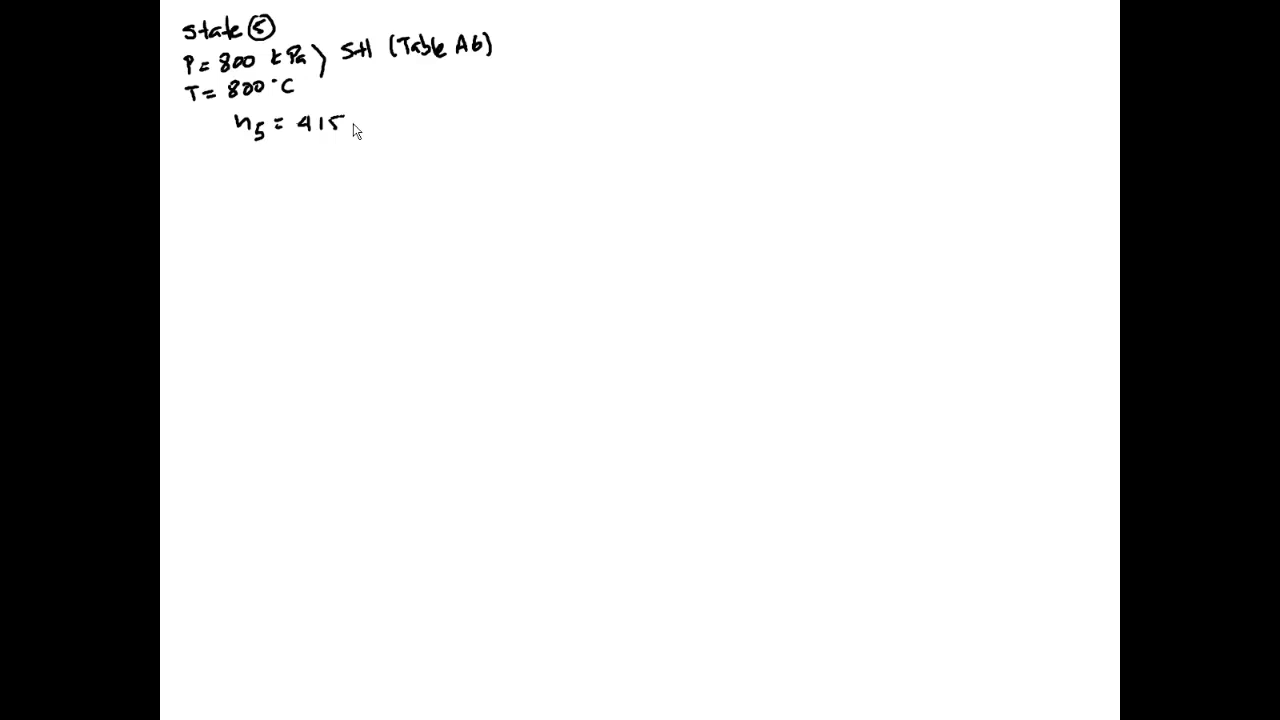 state ⑤
P = 800 kPa } SH (Table A6)
T = 800 °C
h5 = 415